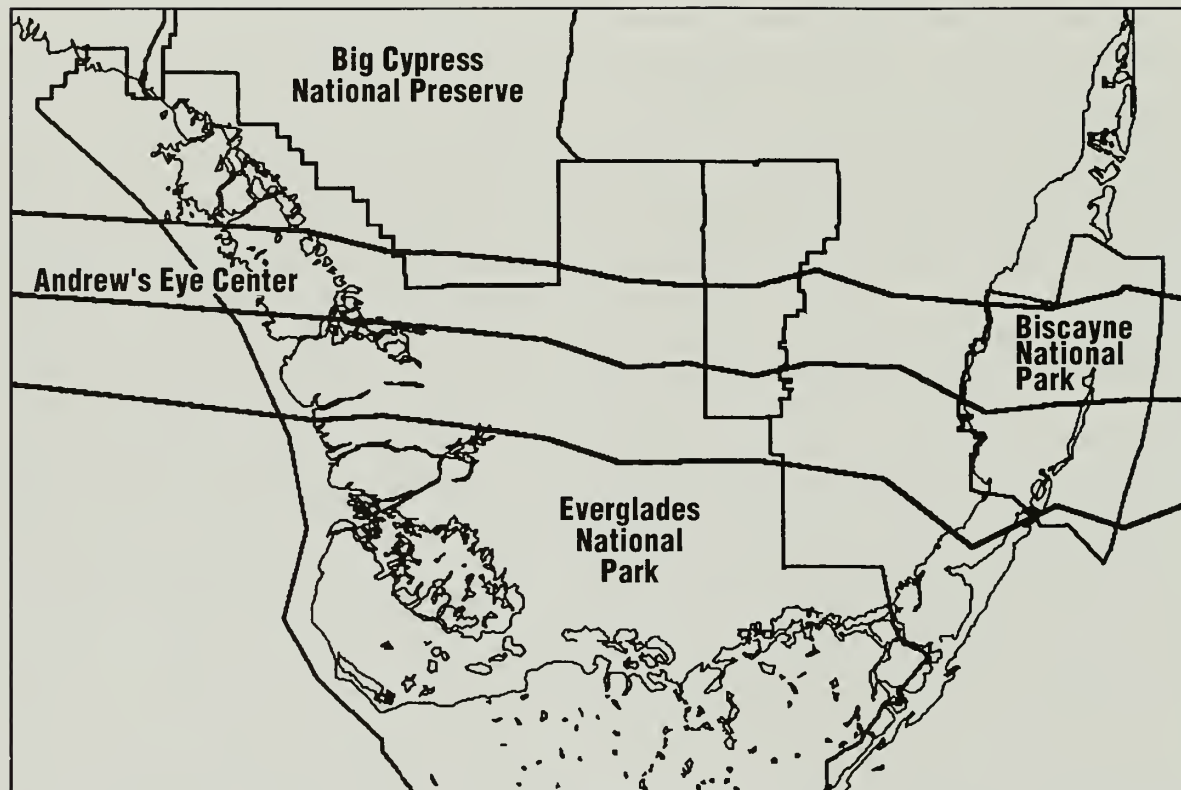 Big Cypress
National Preserve
Andrew's Eye Center
Biscayne
National
Park
Everglades
National
Park